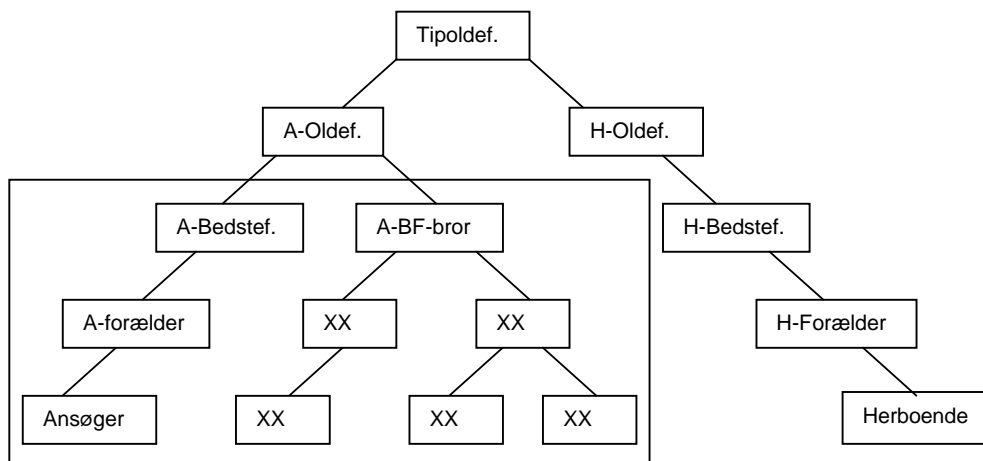 Tipoldef.
A-Oldef. H-Oldef.
A-Bedstef. A-BF-bror H-Bedstef.
A-forælder XX XX H-Forælder
Ansøger XX XX XX Herboende